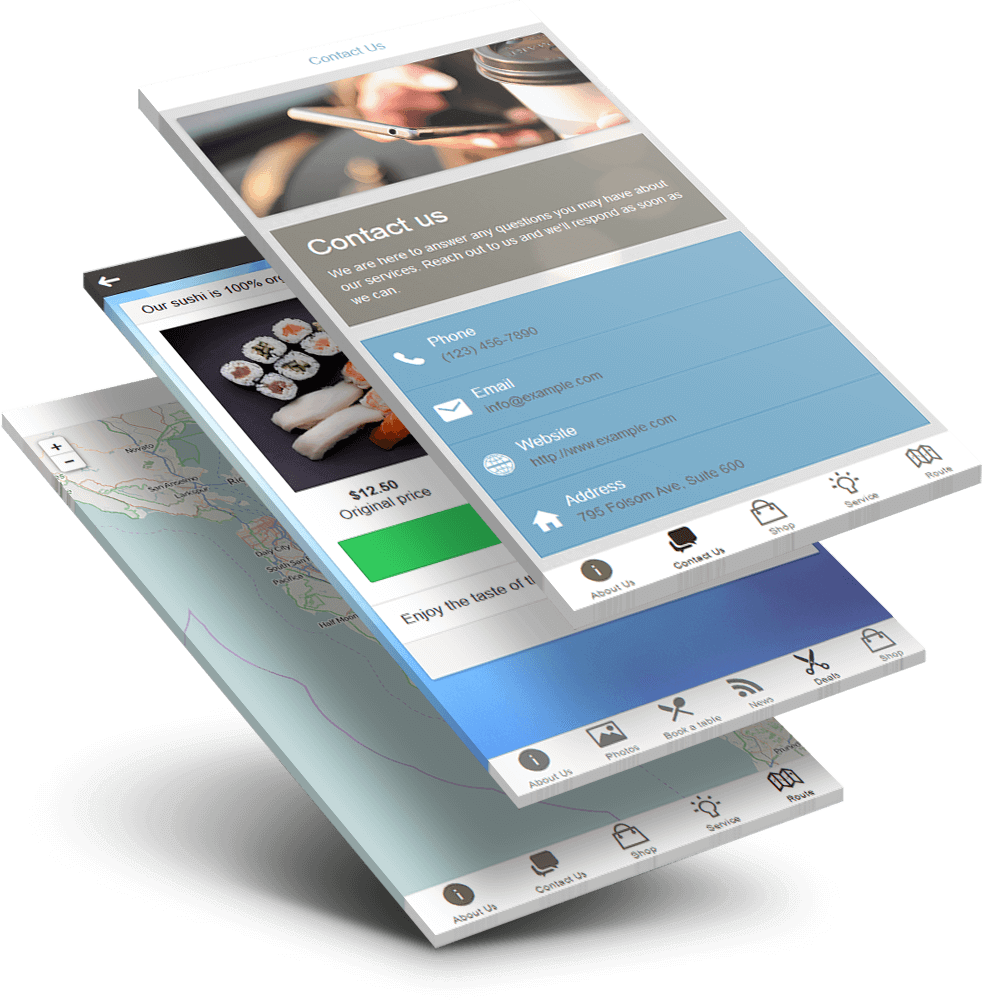 Contact Us
Contact us
We are here to answer any questions you may have about
our services. Reach out to us and we'll respond as soon as
we can.
Phone
(123) 456-7890
Email
info@example.com
Website
http://www.example.com
Address
795 Folsom Ave, Suite 600
About Us
Contact Us
Shop
Service
Route
Our sushi is 100%
$12.50
Original price
Enjoy the taste of
About Us
Photos
Book a table
News
Deals
Shop
+
-
Novato
San Anselmo
Larkspur
Daly City
South San
Pacifica
Half Moon
About Us
Contact Us
Shop
Service
Route